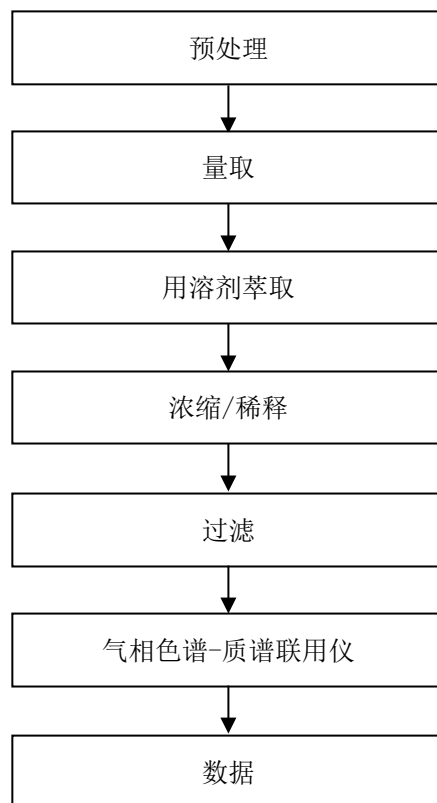 预处理
量取
用溶剂萃取
浓缩/稀释
过滤
气相色谱-质谱联用仪
数据